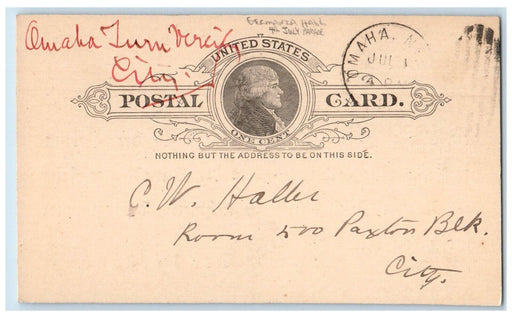 Germania Hall
4th July Parade
Omaha Turn Verein
City.
UNITED STATES
POSTAL CARD.
ONE CENT
OMAHA, N
JUL
NOTHING BUT THE ADDRESS TO BE ON THIS SIDE.
C. W. Haller
Room 500 Paxton Blk.
City.